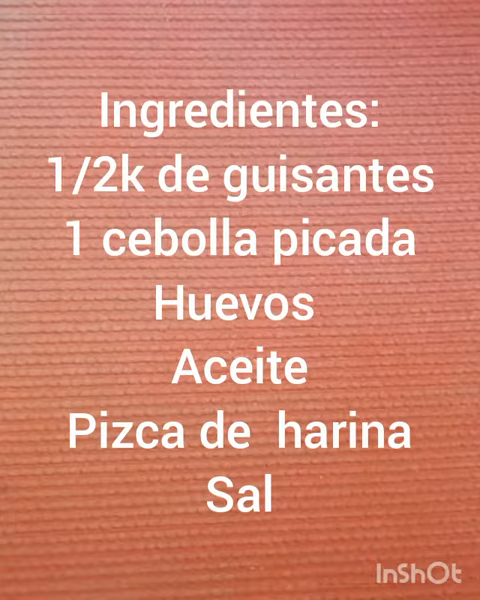 Ingredientes:
1/2k de guisantes
1 cebolla picada
Huevos
Aceite
Pizca de  harina
Sal
InShOt